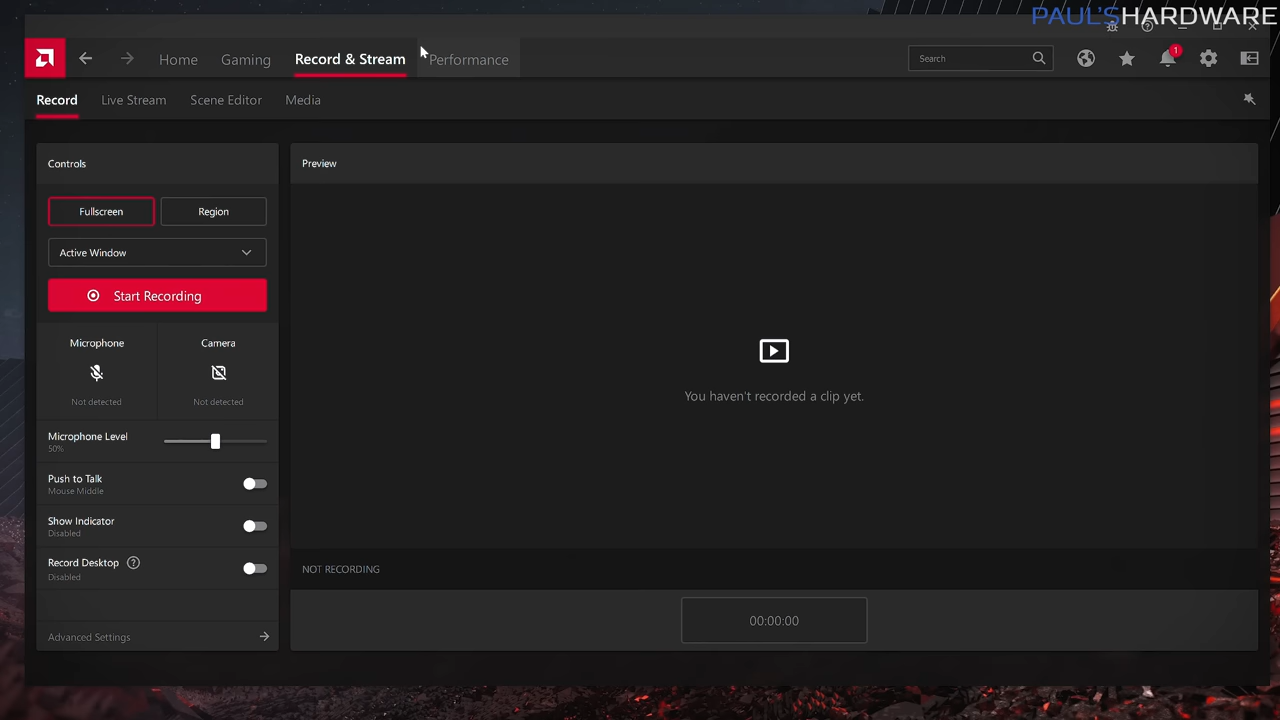 PAUL'SHARDWARE
Home Gaming Record & Stream Performance Search 1
Record Live Stream Scene Editor Media
Controls
Fullscreen Region
Active Window
Start Recording
Microphone Camera
Not detected Not detected
Microphone Level
50%
Push to Talk
Mouse Middle
Show Indicator
Disabled
Record Desktop ?
Disabled
Advanced Settings
Preview
You haven't recorded a clip yet.
NOT RECORDING
00:00:00